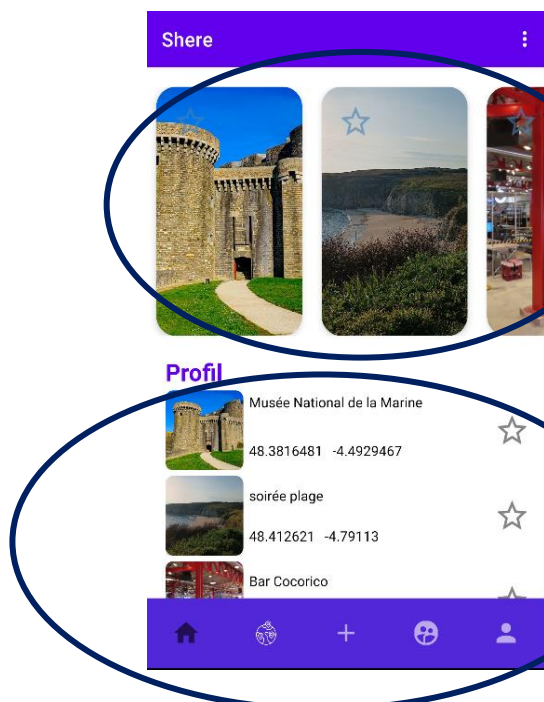 Shere
Profil
Musée National de la Marine
48.3816481 -4.4929467
soirée plage
48.412621 -4.79113
Bar Cocorico